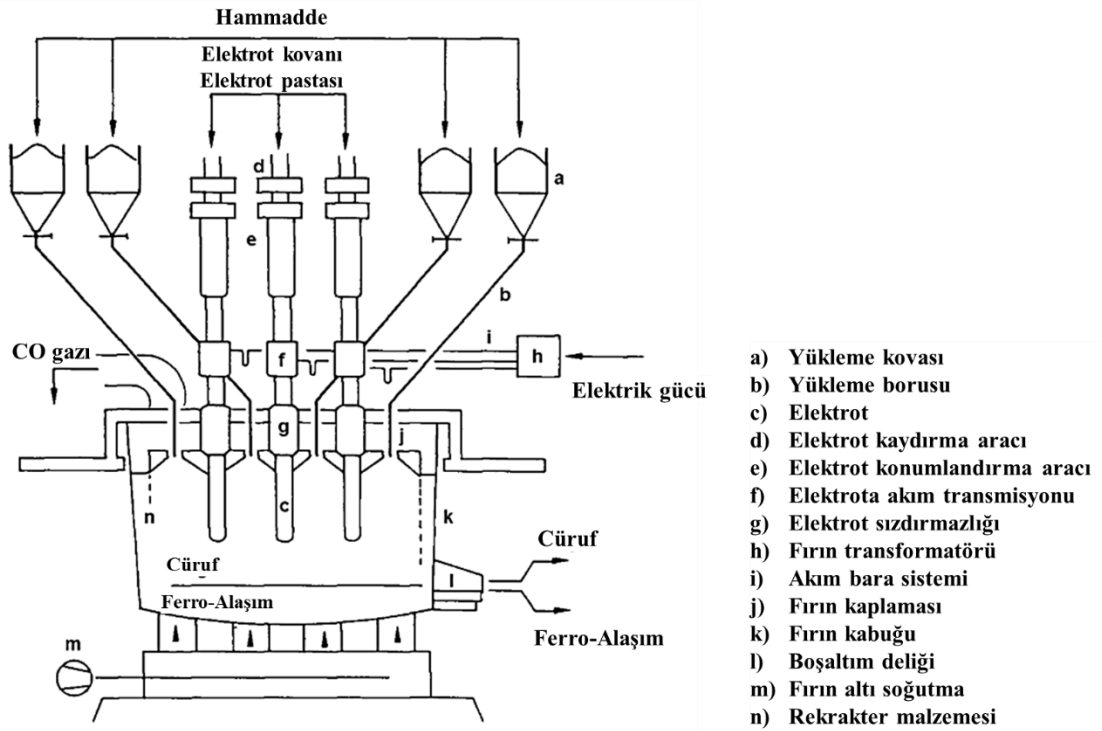 Hammadde
Elektrot kovanı
Elektrot pastası
d
a
e
b
i
CO gazı
f
h
Elektrik gücü
g
j
c
n
k
Cüruf
Cüruf
l
Ferro-Alaşım
Ferro-Alaşım
m
a) Yükleme kovası
b) Yükleme borusu
c) Elektrot
d) Elektrot kaydırma aracı
e) Elektrot konumlandırma aracı
f) Elektrota akım transmisyonu
g) Elektrot sızdırmazlığı
h) Fırın transformatörü
i) Akım bara sistemi
j) Fırın kaplaması
k) Fırın kabuğu
l) Boşaltım deliği
m) Fırın altı soğutma
n) Rekrakter malzemesi